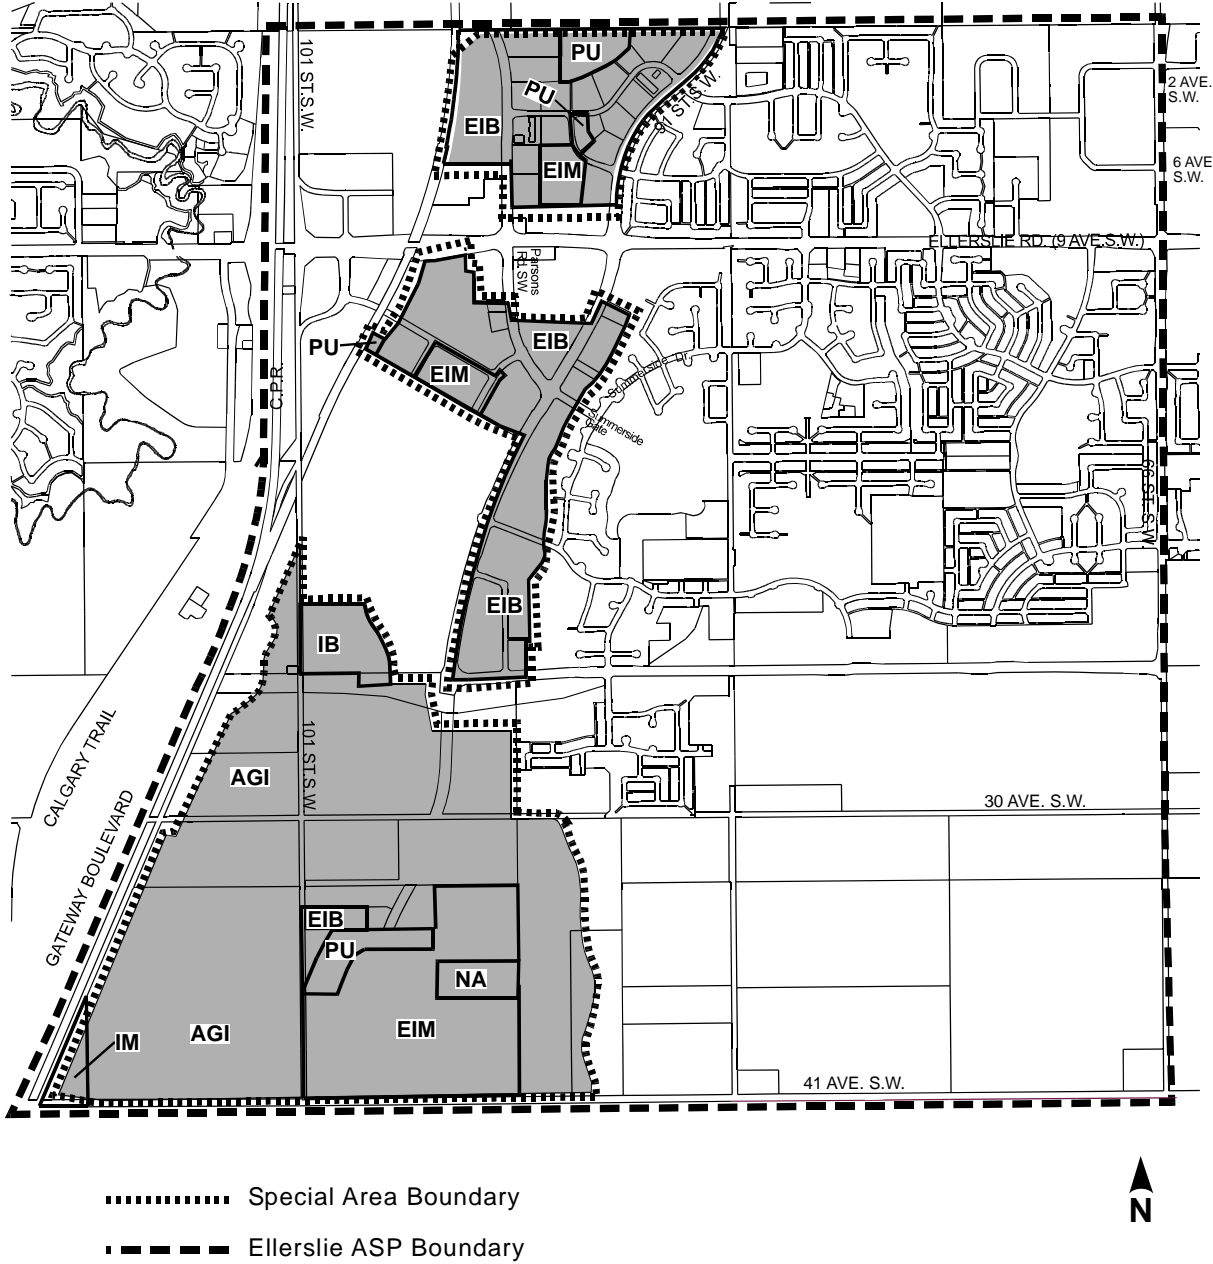 PU
101 ST.S.W.
2 AVE.
S.W.
PU
91 ST.S.W.
EIB
6 AVE
S.W.
EIM
ELLERSLIE RD. (9 AVE.S.W.)
Parsons
Rd. SW
PU
EIB
EIM
C.P.R.
Summerside Dr
Summerside
Gate
66 ST.S.W.
EIB
IB
CALGARY TRAIL
101 ST.S.W.
AGI
30 AVE. S.W.
GATEWAY BOULEVARD
EIB
PU
NA
AGI
EIM
IM
41 AVE. S.W.
Special Area Boundary
N
Ellerslie ASP Boundary